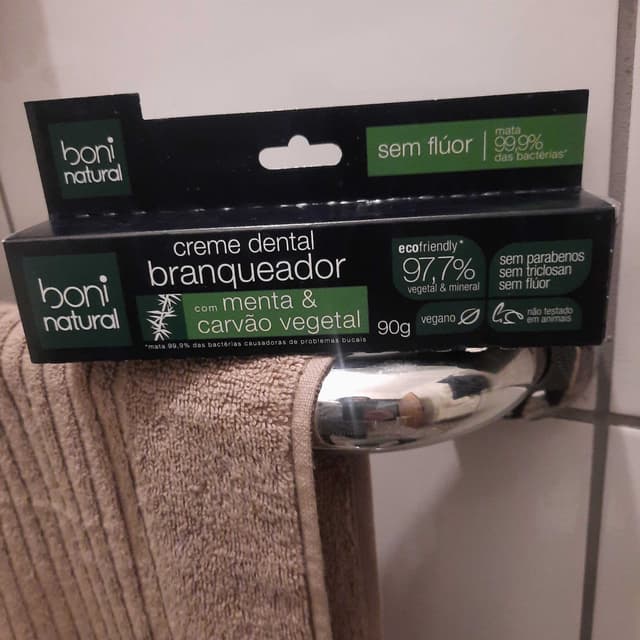 boni
natural
sem flúor
mata
99,9%
das bactérias*
creme dental
branqueador
com menta &
carvão vegetal
90g
*mata 99,9% das bactérias causadoras de problemas bucais
boni
natural
ecofriendly*
97,7%
vegetal & mineral
sem parabenos
sem triclosan
sem flúor
vegano
não testado
em animais